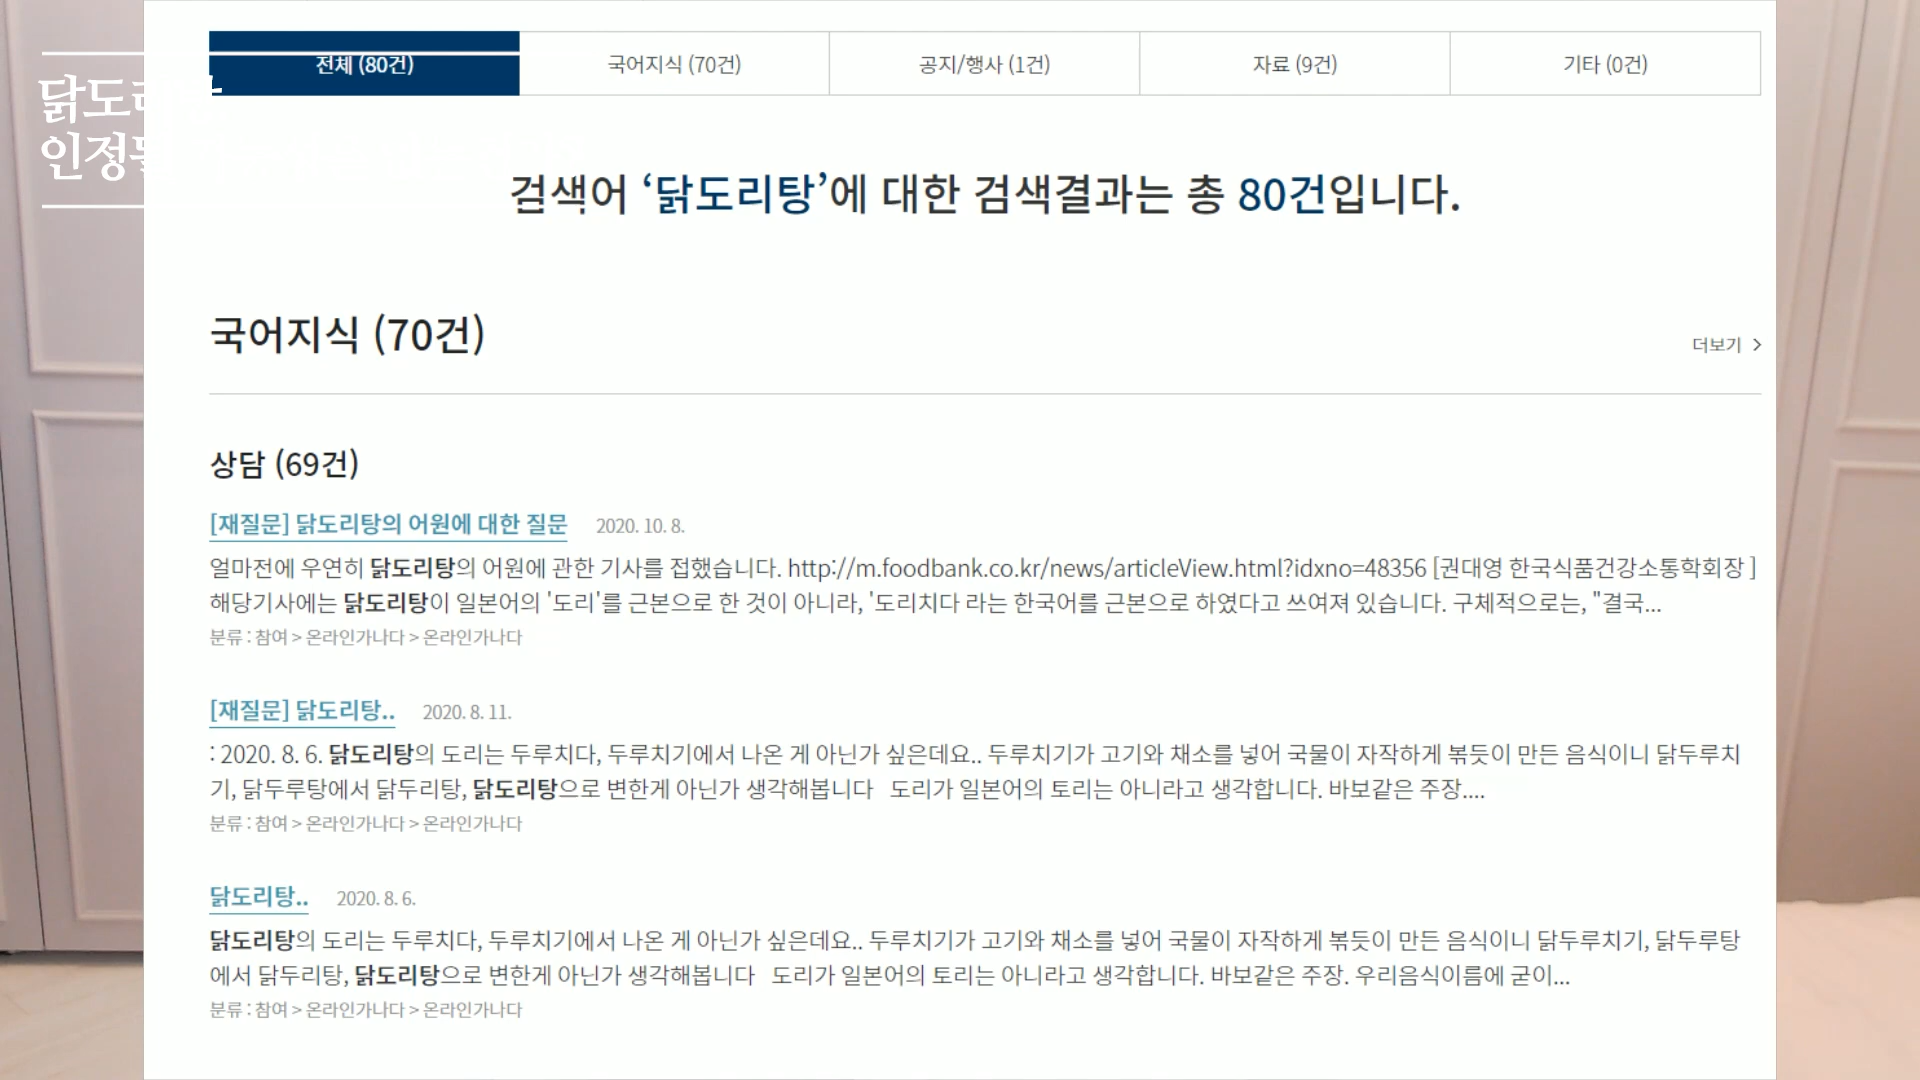 전체 (80건)
국어지식 (70건)
공지/행사 (1건)
자료 (9건)
기타 (0건)
닭도리탕
인정될
검색어 ‘닭도리탕’에 대한 검색결과는 총 80건입니다.
국어지식 (70건)
더보기 >
상담 (69건)
[재질문] 닭도리탕의 어원에 대한 질문 2020. 10. 8.
얼마전에 우연히 닭도리탕의 어원에 관한 기사를 접했습니다. http://m.foodbank.co.kr/news/articleView.html?idxno=48356 [권대영 한국식품건강소통학회장 ]
해당기사에는 닭도리탕이 일본어의 '도리'를 근본으로 한 것이 아니라, '도리치다 라는 한국어를 근본으로 하였다고 쓰여져 있습니다. 구체적으로는, "결국...
분류 : 참여 > 온라인가나다 > 온라인가나다
[재질문] 닭도리탕.. 2020. 8. 11.
: 2020. 8. 6. 닭도리탕의 도리는 두루치다, 두루치기에서 나온 게 아닌가 싶은데요.. 두루치기가 고기와 채소를 넣어 국물이 자작하게 볶듯이 만든 음식이니 닭두루치
기, 닭두루탕에서 닭두리탕, 닭도리탕으로 변한게 아닌가 생각해봅니다 도리가 일본어의 토리는 아니라고 생각합니다. 바보같은 주장....
분류 : 참여 > 온라인가나다 > 온라인가나다
닭도리탕.. 2020. 8. 6.
닭도리탕의 도리는 두루치다, 두루치기에서 나온 게 아닌가 싶은데요.. 두루치기가 고기와 채소를 넣어 국물이 자작하게 볶듯이 만든 음식이니 닭두루치기, 닭두루탕
에서 닭두리탕, 닭도리탕으로 변한게 아닌가 생각해봅니다 도리가 일본어의 토리는 아니라고 생각합니다. 바보같은 주장. 우리음식이름에 굳이...
분류 : 참여 > 온라인가나다 > 온라인가나다